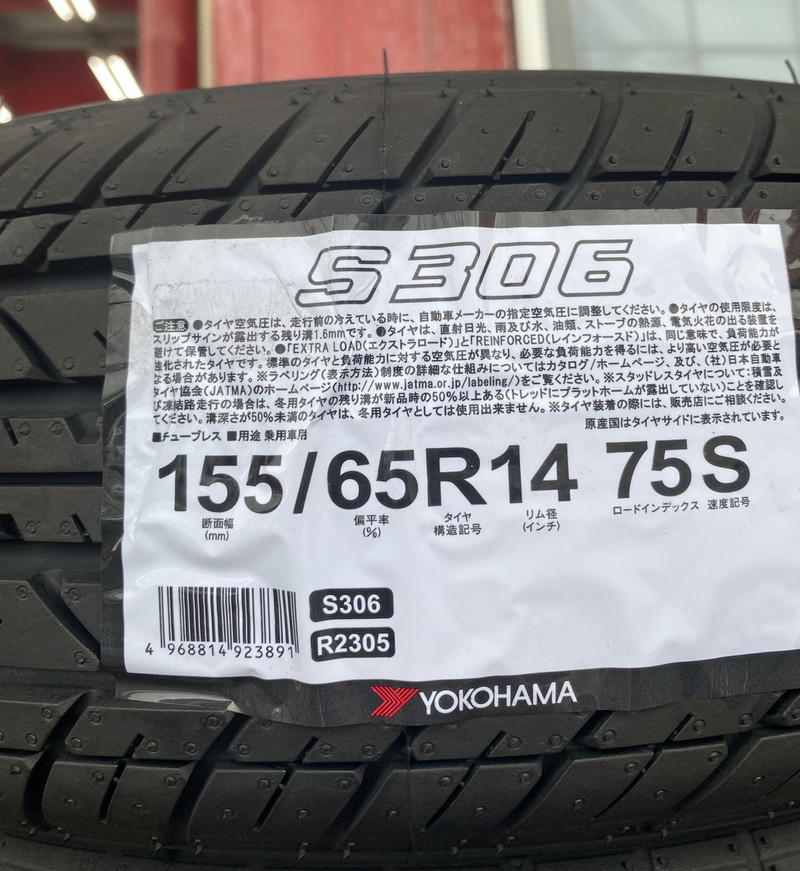 S306
ご注意 ●タイヤ空気圧は、走行前の冷えている時に、自動車メーカーの指定空気圧に調整してください。●タイヤの使用限度は、
スリップサインが露出する残り溝1.6mmです。●タイヤは、直射日光、雨及び水、油類、ストーブの熱源、電気火花の出る装置を
避けて保管してください。●「EXTRA LOAD(エクストラロード)」と「REINFORCED(レインフォースド)」は、同じ意味で、負荷能力が
強化されたタイヤです。標準のタイヤと負荷能力に対する空気圧が異なり、必要な負荷能力を得るには、より高い空気圧が必要と
なる場合があります。※ラベリング(表示方法)制度の詳細な仕組みについてはカタログ/ホームページ、及び、(社)日本自動車
タイヤ協会(JATMA)のホームページ(http://www.jatma.or.jp/labeling/)をご覧ください。※スタッドレスタイヤについて:積雪及
び凍結路走行の場合は、冬用タイヤの残り溝が新品時の50%以上ある(トレッドにプラットホームが露出していない)ことを確認し
てください。溝深さが50%未満のタイヤは、冬用タイヤとしては使用出来ません。※タイヤ装着の際には、販売店にご相談ください。
原産国はタイヤサイドに表示されています。
■チューブレス ■用途 乗用車用
155/65R14 75S
断面幅 偏平率 タイヤ リム径 ロードインデックス 速度記号
(mm) (%) 構造記号 (インチ)
S306
R2305
4 968814 923891
YOKOHAMA